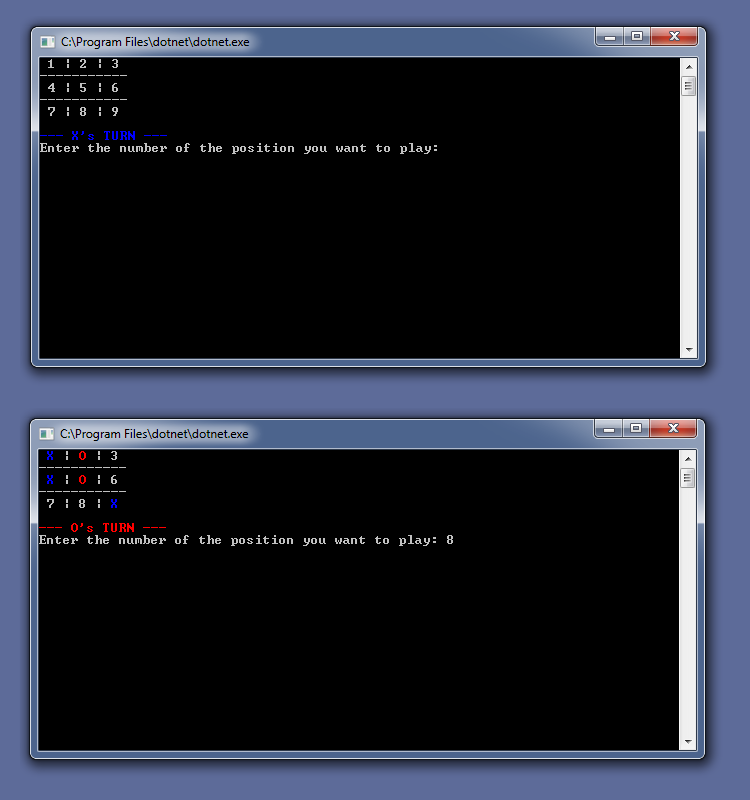 C:\Program Files\dotnet\dotnet.exe
1 ¦ 2 ¦ 3
-----------
4 ¦ 5 ¦ 6
-----------
7 ¦ 8 ¦ 9
--- X's TURN ---
Enter the number of the position you want to play:
C:\Program Files\dotnet\dotnet.exe
X ¦ O ¦ 3
-----------
X ¦ O ¦ 6
-----------
7 ¦ 8 ¦ X
--- O's TURN ---
Enter the number of the position you want to play: 8